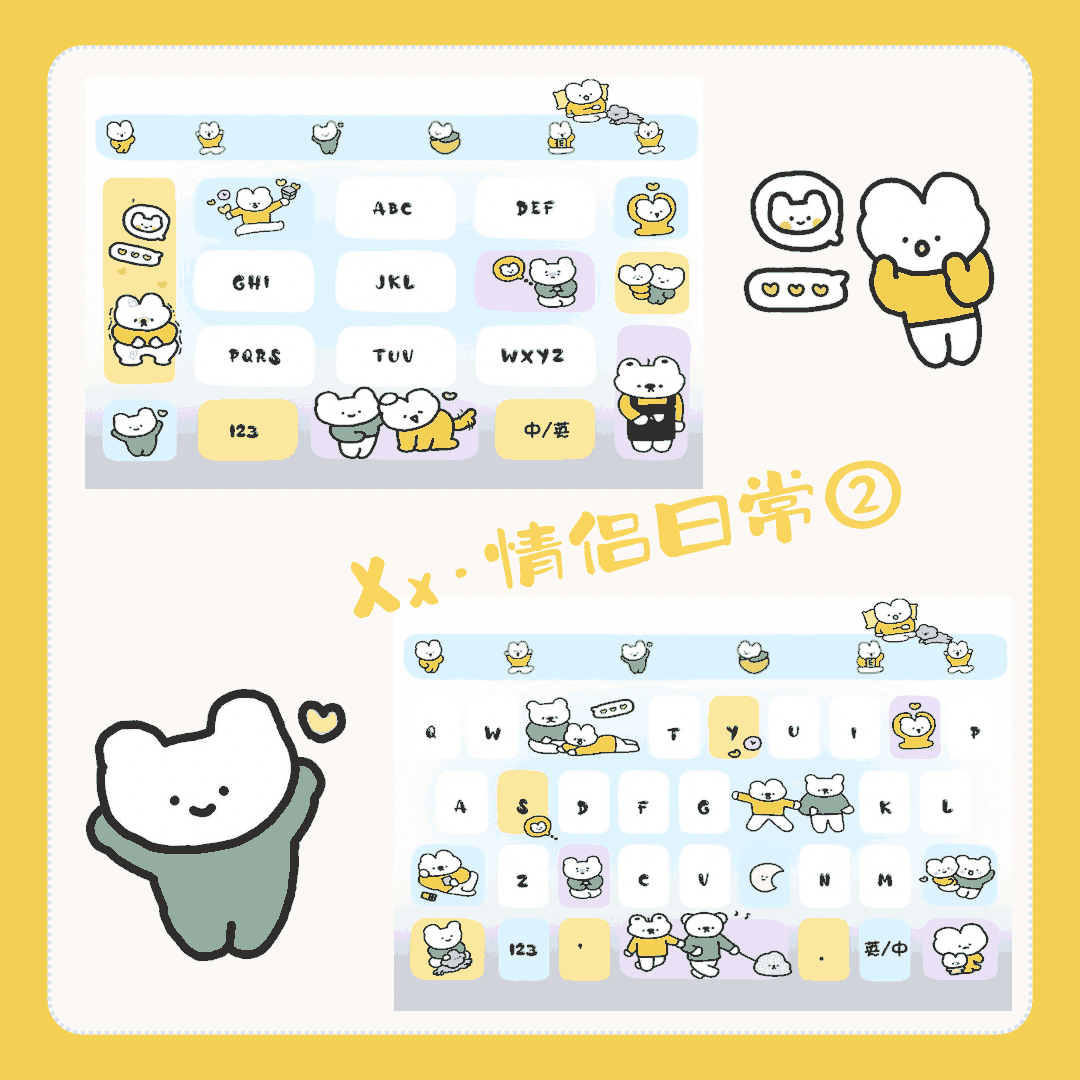 ABC DEF
GHI JKL
PQRS TUV WXYZ
123 中/英
Xx·情侣日常②
Q W T Y U I P
A S D F G K L
Z C V N M
123 ' . 英/中